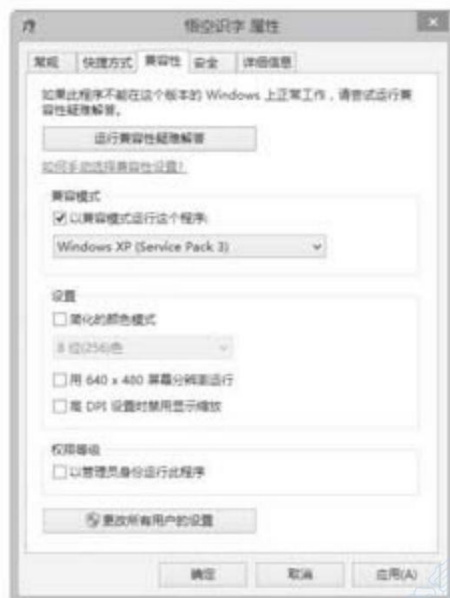 悟空识字 属性
常规 快捷方式 兼容性 安全 详细信息
如果此程序不能在这个版本的 Windows 上正常工作，请尝试运行兼
容性疑难解答。
运行兼容性疑难解答
如何手动选择兼容性设置?
兼容模式
以兼容模式运行这个程序:
Windows XP (Service Pack 3)
设置
简化的颜色模式
8 位(256)色
用 640 x 480 屏幕分辨率运行
高 DPI 设置时禁用显示缩放
权限等级
以管理员身份运行此程序
更改所有用户的设置
确定 取消 应用(A)